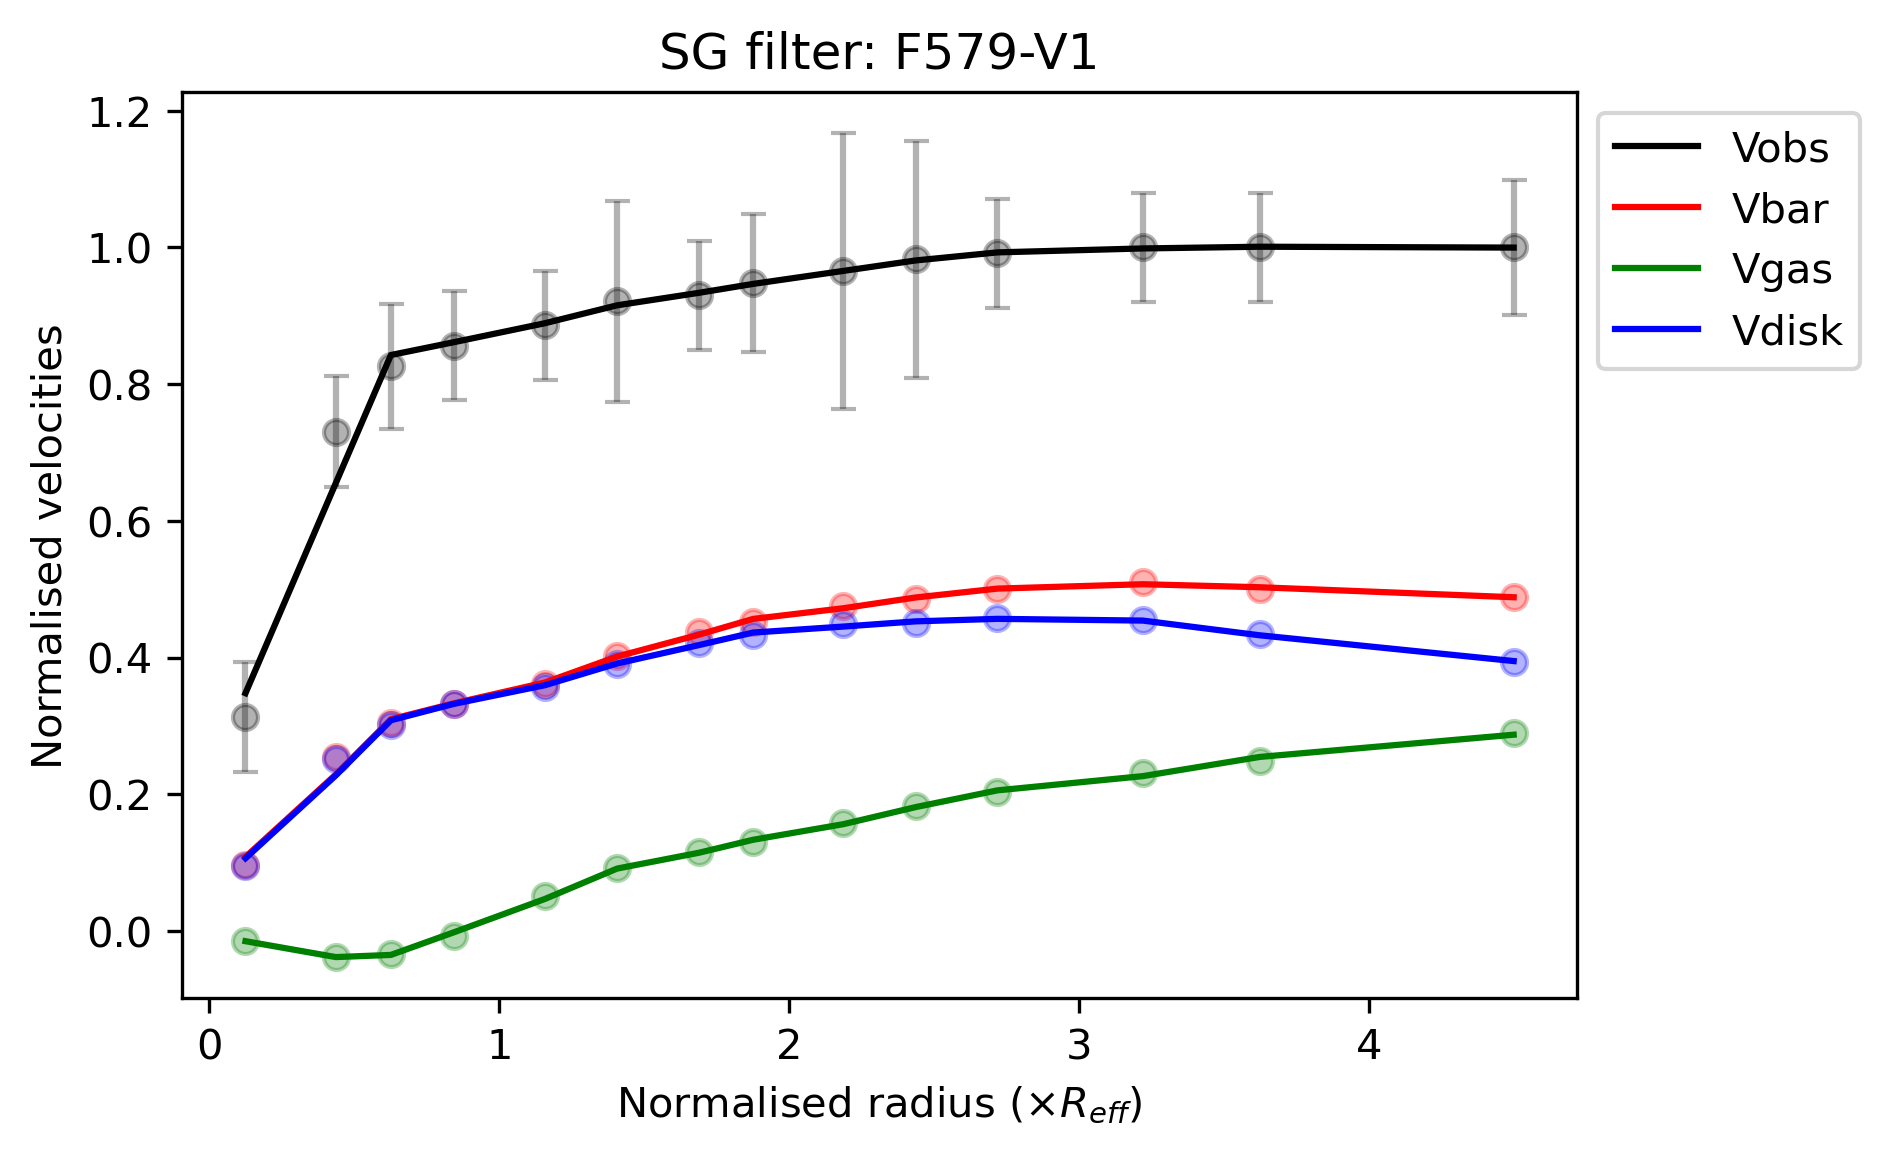 SG filter: F579-V1
1.2
1.0
0.8
0.6
0.4
0.2
0.0
Normalised velocities
0 1 2 3 4
Normalised radius (×R_eff)
Vobs
Vbar
Vgas
Vdisk